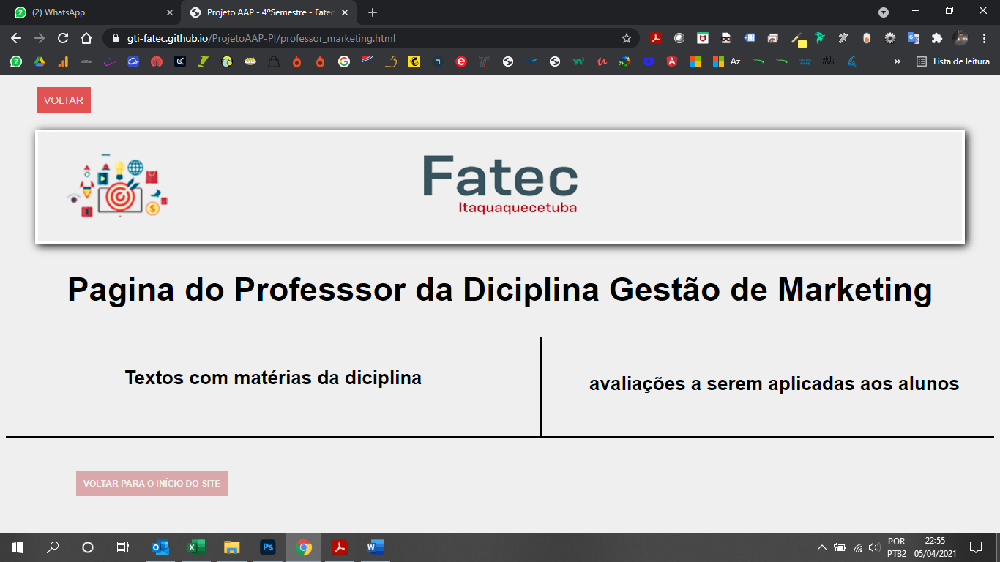 (2) WhatsApp
Projeto AAP - 4ºSemestre - Fatec
gti-fatec.github.io/ProjetoAAP-PI/professor_marketing.html
2 Az » Lista de leitura
VOLTAR
Fatec
Itaquaquecetuba
Pagina do Professsor da Diciplina Gestão de Marketing
Textos com matérias da diciplina
avaliações a serem aplicadas aos alunos
VOLTAR PARA O INÍCIO DO SITE
POR 22:55
PTB2 05/04/2021